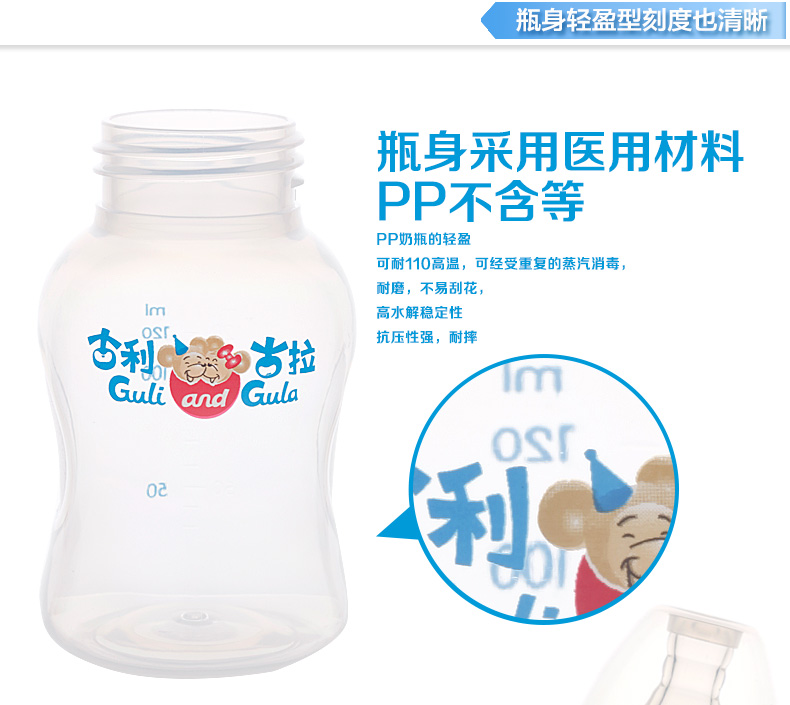 瓶身轻盈型刻度也清晰
瓶身采用医用材料
PP不含等
PP奶瓶的轻盈
可耐110高温，可经受重复的蒸汽消毒，
耐磨，不易刮花，
高水解稳定性
抗压性强，耐摔
ml
120
古利 古拉
100
Guli and Gula
50
ml
120
利
100